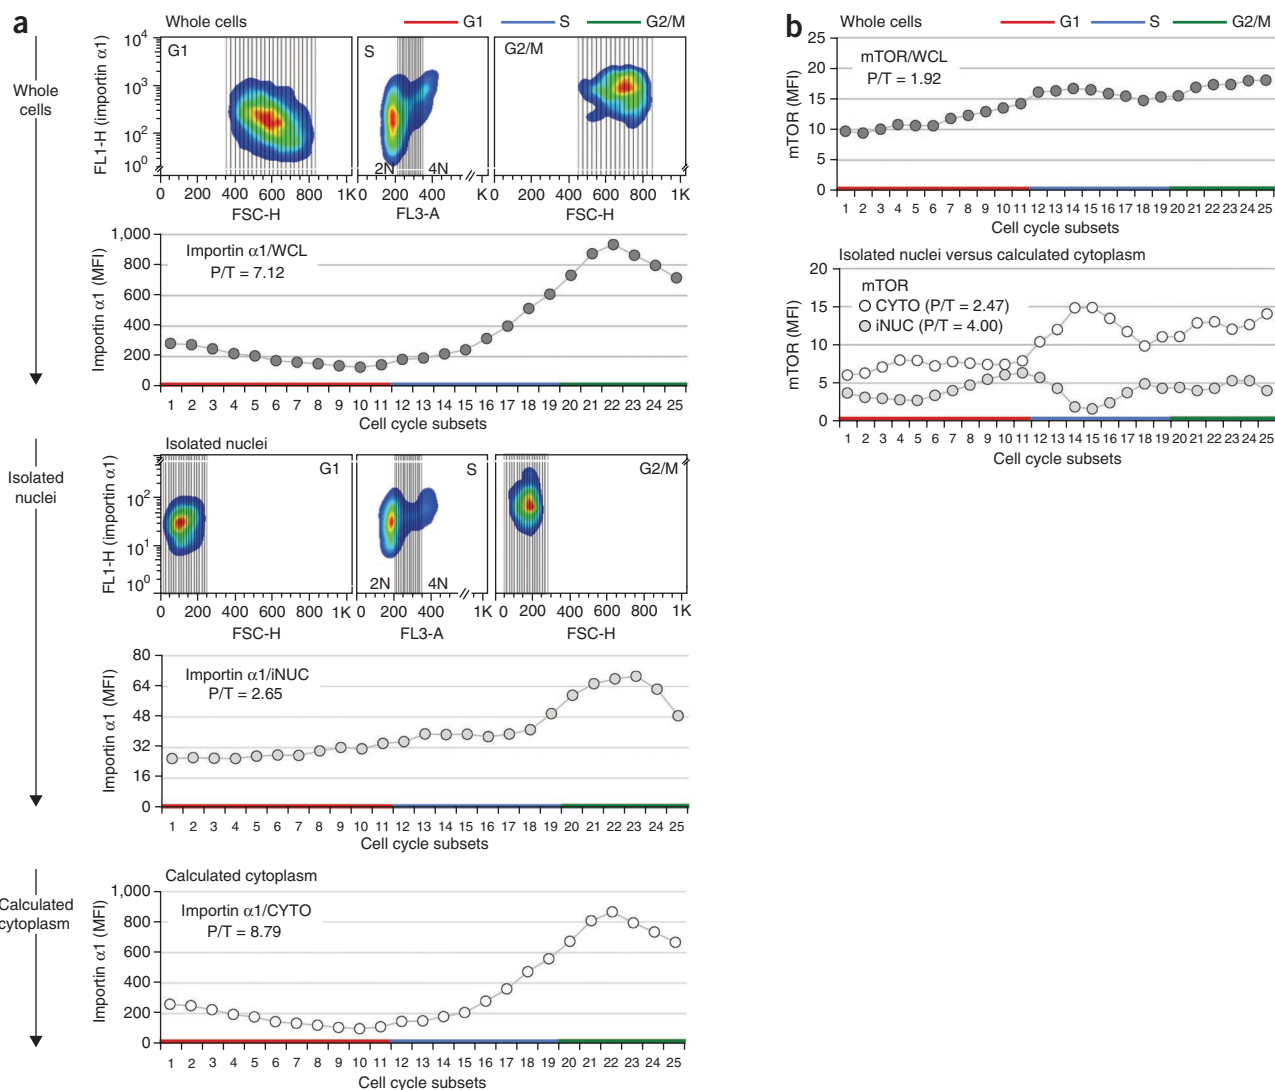 a
Whole cells
G1 S G2/M
Whole
cells
FL1-H (importin α1)
10⁴
10³
10²
10⁰
G1
S
G2/M
2N 4N
0 200 400 600 800 1K
0 200 400 K
0 200 400 600 800 1K
FSC-H FL3-A FSC-H
Importin α1 (MFI)
1,000
800
600
400
200
0
Importin α1/WCL
P/T = 7.12
1 2 3 4 5 6 7 8 9 10 11 12 13 14 15 16 17 18 19 20 21 22 23 24 25
Cell cycle subsets
Isolated
nuclei
Isolated nuclei
FL1-H (importin α1)
10²
10¹
10⁰
G1
S
G2/M
2N 4N
0 200 400 600 800 1K
0 200 400 1K
0 200 400 600 800 1K
FSC-H FL3-A FSC-H
Importin α1 (MFI)
80
64
48
32
16
0
Importin α1/iNUC
P/T = 2.65
1 2 3 4 5 6 7 8 9 10 11 12 13 14 15 16 17 18 19 20 21 22 23 24 25
Cell cycle subsets
Calculated
cytoplasm
Calculated cytoplasm
Importin α1 (MFI)
1,000
800
600
400
200
0
Importin α1/CYTO
P/T = 8.79
1 2 3 4 5 6 7 8 9 10 11 12 13 14 15 16 17 18 19 20 21 22 23 24 25
Cell cycle subsets
b
Whole cells
G1 S G2/M
mTOR (MFI)
25
20
15
10
5
0
mTOR/WCL
P/T = 1.92
1 2 3 4 5 6 7 8 9 10 11 12 13 14 15 16 17 18 19 20 21 22 23 24 25
Cell cycle subsets
Isolated nuclei versus calculated cytoplasm
mTOR (MFI)
20
15
10
5
0
mTOR
CYTO (P/T = 2.47)
iNUC (P/T = 4.00)
1 2 3 4 5 6 7 8 9 10 11 12 13 14 15 16 17 18 19 20 21 22 23 24 25
Cell cycle subsets